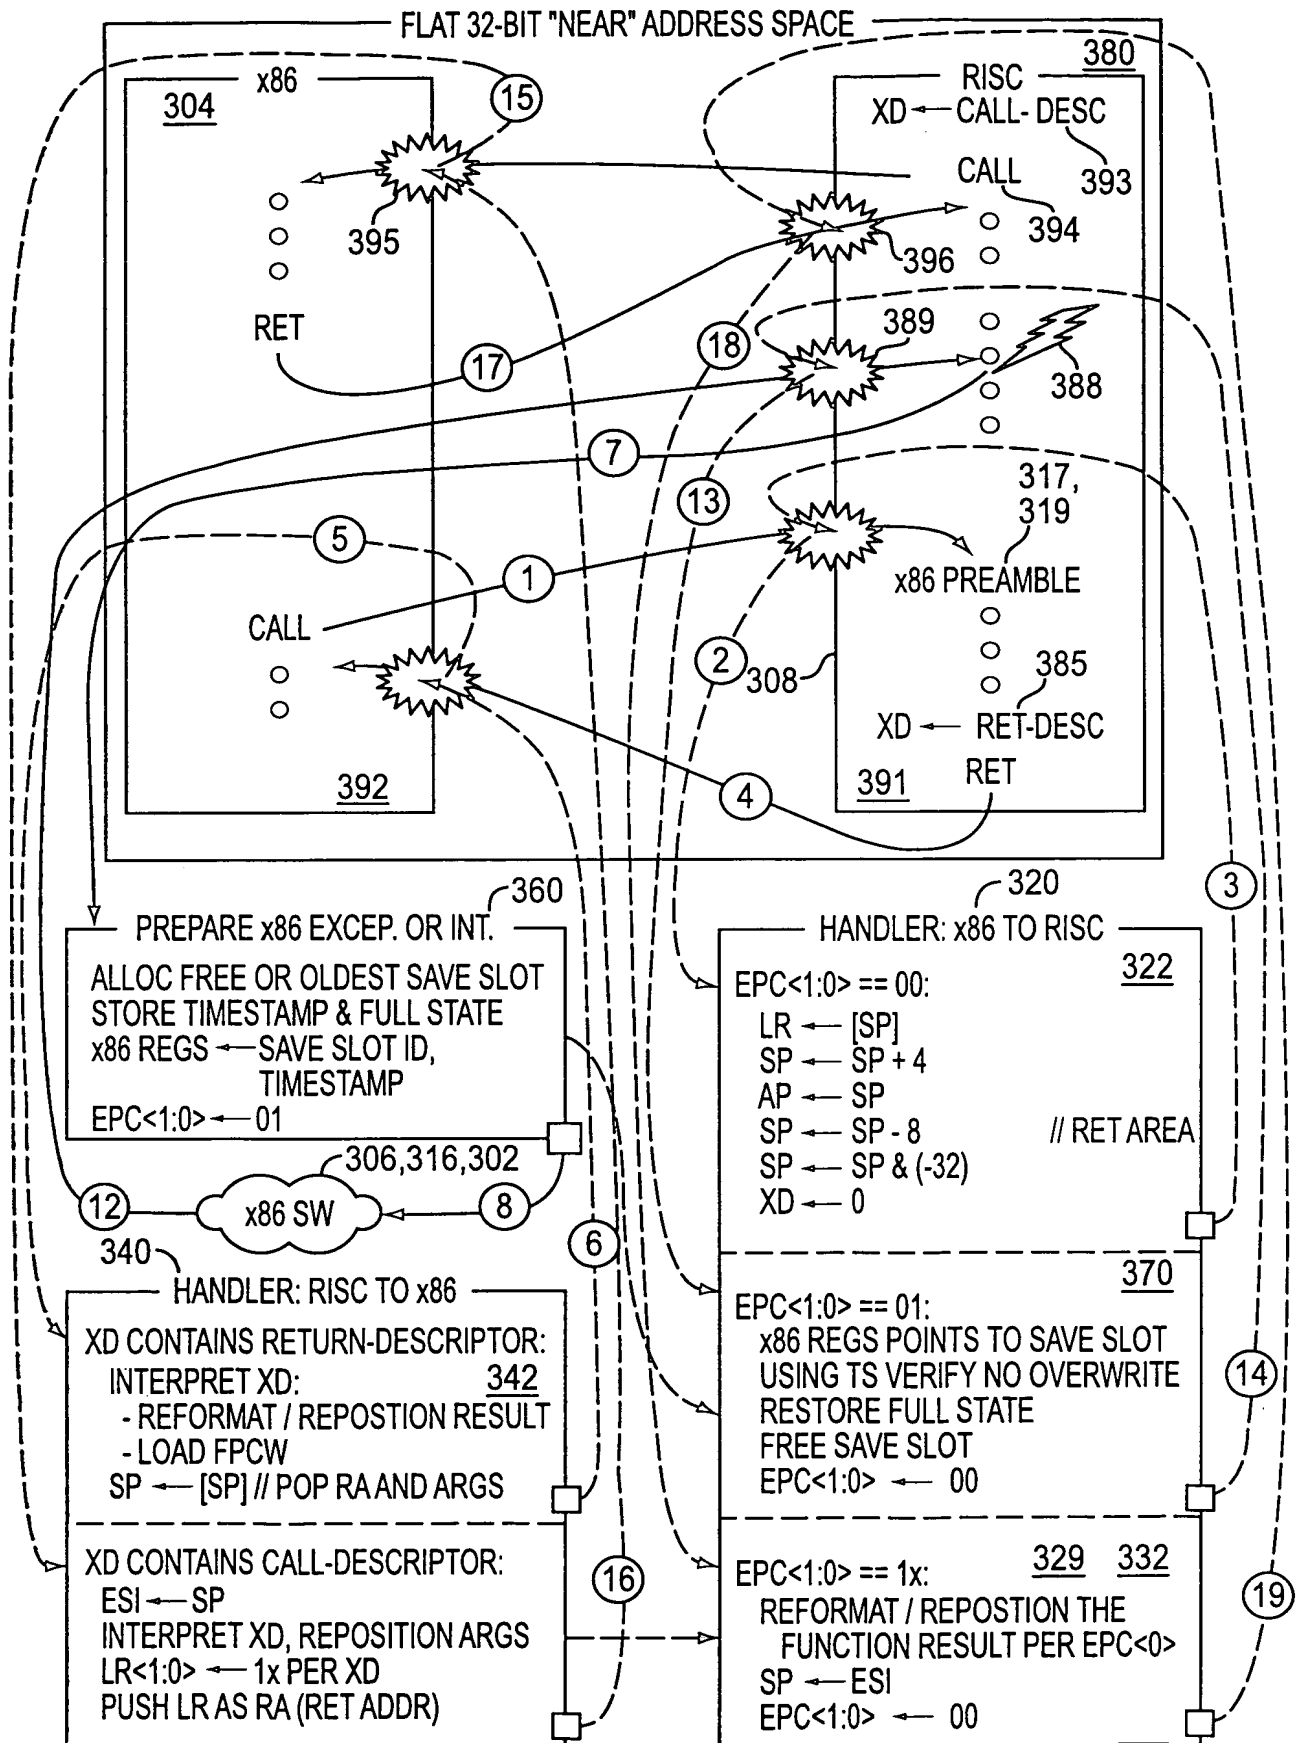 FLAT 32-BIT "NEAR" ADDRESS SPACE
x86
304
15
395
RET
17
7
5
1
CALL
392
4
380
RISC
XD ← CALL- DESC
393
CALL
394
396
18
389
388
13
317,
319
x86 PREAMBLE
2
308
385
XD ← RET-DESC
RET
391
3
360
PREPARE x86 EXCEP. OR INT.
ALLOC FREE OR OLDEST SAVE SLOT
STORE TIMESTAMP & FULL STATE
x86 REGS ← SAVE SLOT ID,
TIMESTAMP
EPC<1:0> ← 01
306,316,302
12
x86 SW
8
6
340
HANDLER: RISC TO x86
XD CONTAINS RETURN-DESCRIPTOR:
INTERPRET XD:
342
- REFORMAT / REPOSTION RESULT
- LOAD FPCW
SP ← [SP] // POP RA AND ARGS
XD CONTAINS CALL-DESCRIPTOR:
ESI ← SP
INTERPRET XD, REPOSITION ARGS
LR<1:0> ← 1x PER XD
PUSH LR AS RA (RET ADDR)
16
320
HANDLER: x86 TO RISC
322
EPC<1:0> == 00:
LR ← [SP]
SP ← SP + 4
AP ← SP
SP ← SP - 8 // RET AREA
SP ← SP & (-32)
XD ← 0
370
EPC<1:0> == 01:
x86 REGS POINTS TO SAVE SLOT
USING TS VERIFY NO OVERWRITE
RESTORE FULL STATE
FREE SAVE SLOT
EPC<1:0> ← 00
14
329 332
EPC<1:0> == 1x:
REFORMAT / REPOSTION THE
FUNCTION RESULT PER EPC<0>
SP ← ESI
EPC<1:0> ← 00
19